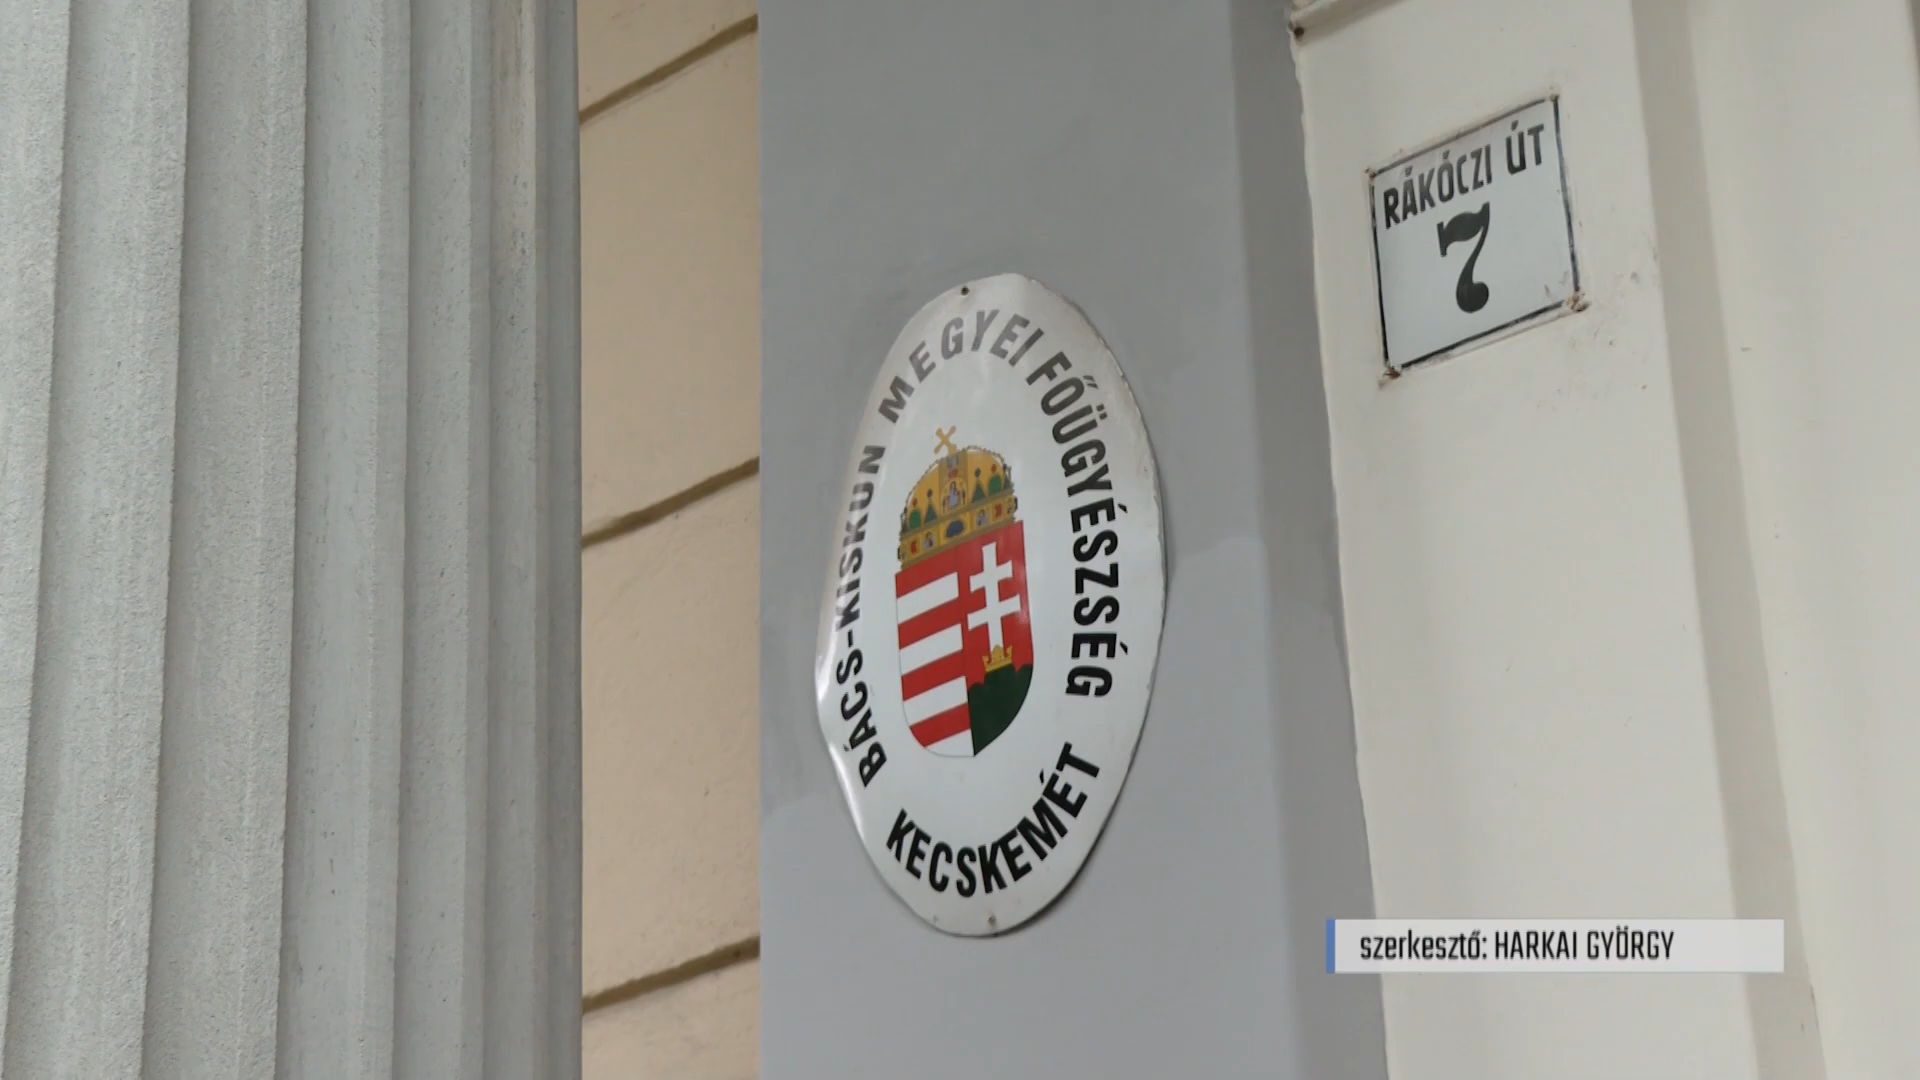 BÁCS-KISKUN MEGYEI FŐÜGYÉSZSÉG
KECSKEMÉT
RÁKÓCZI ÚT
7
szerkesztő: HARKAI GYÖRGY